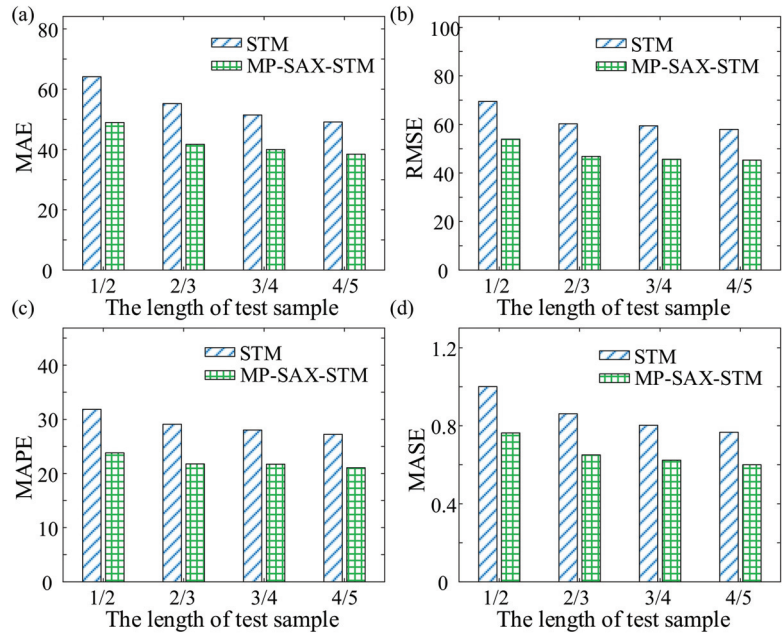 (a)
80
60
40
20
0
MAE
STM
MP-SAX-STM
1/2 2/3 3/4 4/5
The length of test sample
(b)
100
80
60
40
20
0
RMSE
STM
MP-SAX-STM
1/2 2/3 3/4 4/5
The length of test sample
(c)
40
30
20
10
0
MAPE
STM
MP-SAX-STM
1/2 2/3 3/4 4/5
The length of test sample
(d)
1.2
0.8
0.4
0
MASE
STM
MP-SAX-STM
1/2 2/3 3/4 4/5
The length of test sample